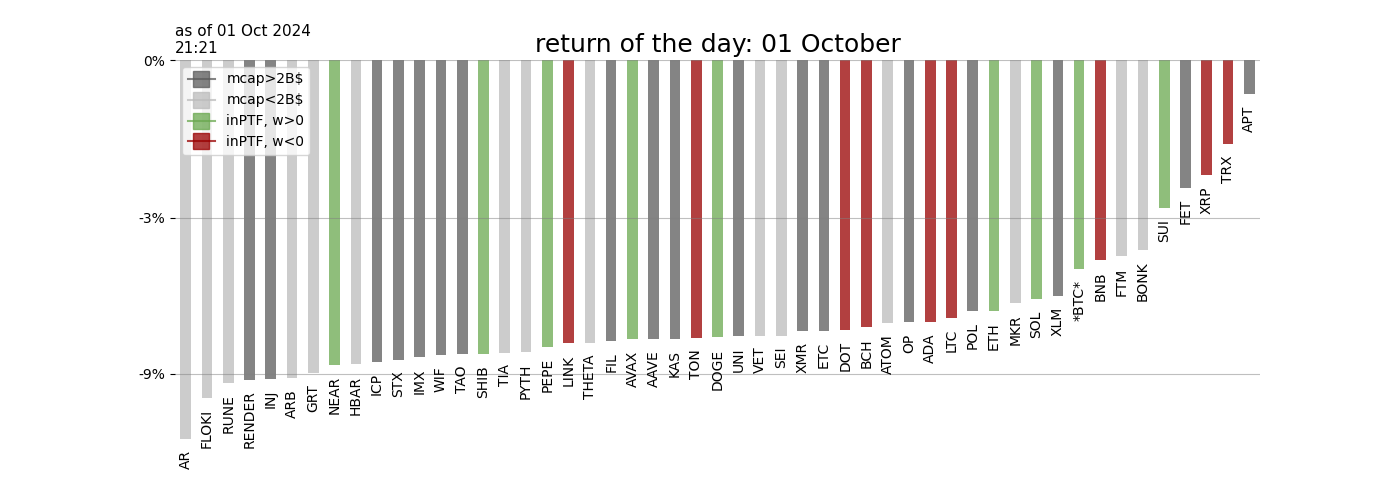 as of 01 Oct 2024
21:21
return of the day: 01 October
0%
-3%
-9%
mcap>2B$
mcap<2B$
inPTF, w>0
inPTF, w<0
AR
FLOKI
RUNE
RENDER
INJ
ARB
GRT
NEAR
HBAR
ICP
STX
IMX
WIF
TAO
SHIB
TIA
PYTH
PEPE
LINK
THETA
FIL
AVAX
AAVE
KAS
TON
DOGE
UNI
VET
SEI
XMR
ETC
DOT
BCH
ATOM
OP
ADA
LTC
POL
ETH
MKR
SOL
XLM
*BTC*
BNB
FTM
BONK
SUI
FET
XRP
TRX
APT